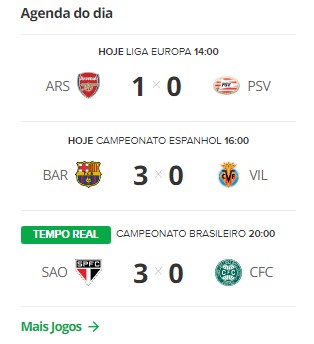 Agenda do dia
HOJE LIGA EUROPA 14:00
ARS 1 × 0 PSV
HOJE CAMPEONATO ESPANHOL 16:00
BAR 3 × 0 VIL
TEMPO REAL CAMPEONATO BRASILEIRO 20:00
SAO SPFC 3 × 0 CFC
Mais Jogos →